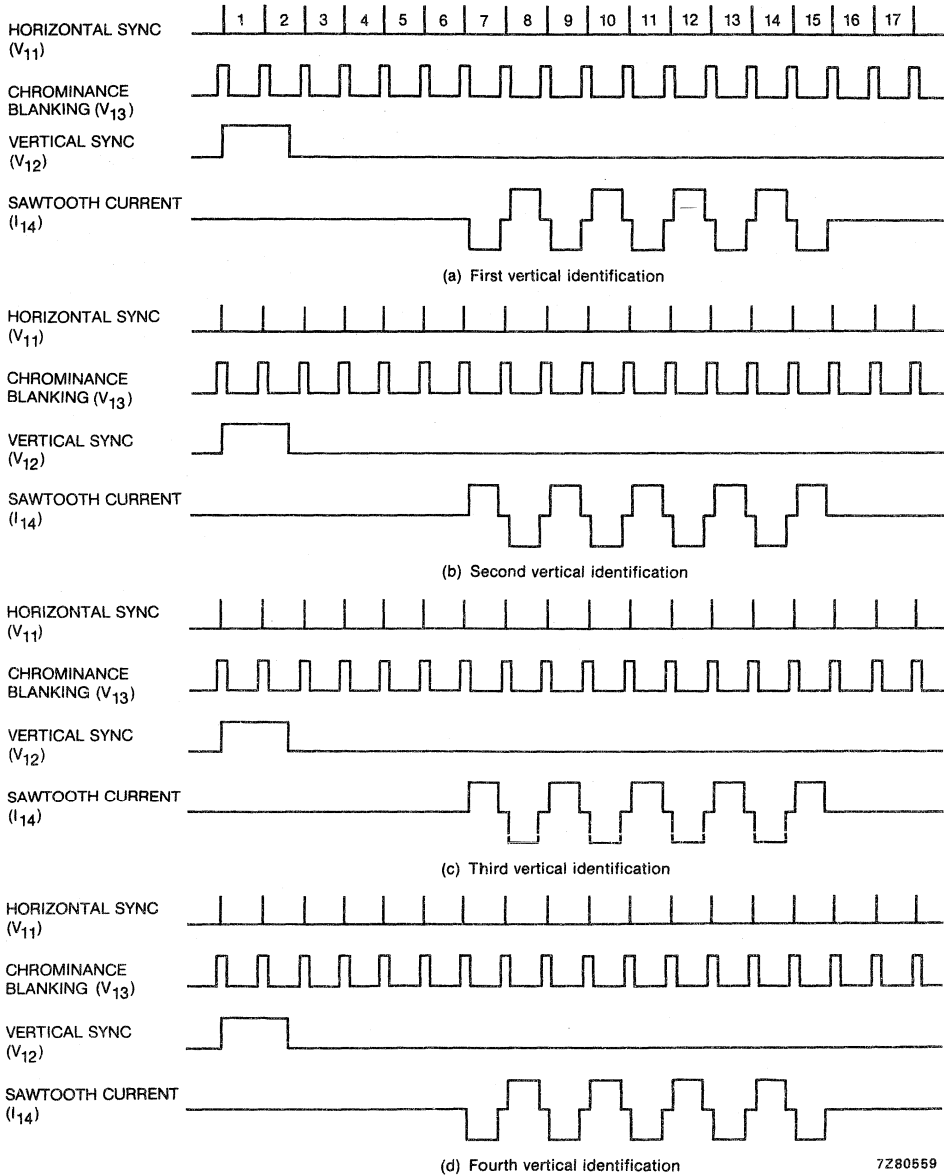 1 2 3 4 5 6 7 8 9 10 11 12 13 14 15 16 17
HORIZONTAL SYNC
(V11)
CHROMINANCE
BLANKING (V13)
VERTICAL SYNC
(V12)
SAWTOOTH CURRENT
(I14)
(a) First vertical identification
HORIZONTAL SYNC
(V11)
CHROMINANCE
BLANKING (V13)
VERTICAL SYNC
(V12)
SAWTOOTH CURRENT
(I14)
(b) Second vertical identification
HORIZONTAL SYNC
(V11)
CHROMINANCE
BLANKING (V13)
VERTICAL SYNC
(V12)
SAWTOOTH CURRENT
(I14)
(c) Third vertical identification
HORIZONTAL SYNC
(V11)
CHROMINANCE
BLANKING (V13)
VERTICAL SYNC
(V12)
SAWTOOTH CURRENT
(I14)
(d) Fourth vertical identification
7Z80559